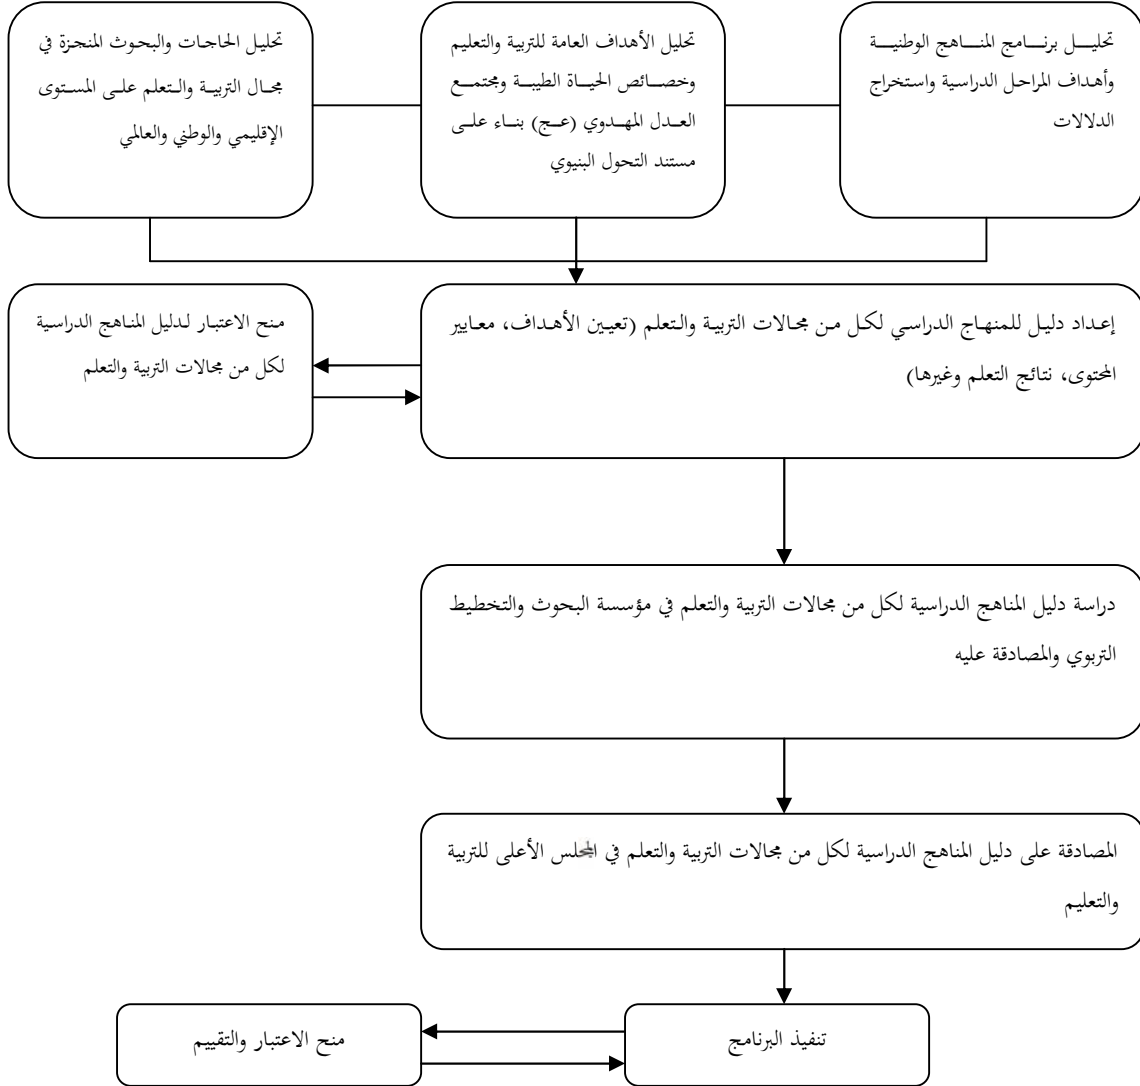 تحليل برنامج المناهج الوطنية
وأهداف المراحل الدراسية واستخراج
الدلالات
تحليل الأهداف العامة للتربية والتعليم
وخصائص الحياة الطيبة ومجتمع
العدل المهدوي (عج) بناء على
مستند التحول البنيوي
تحليل الحاجات والبحوث المنجزة في
مجال التربية والتعلم على المستوى
الإقليمي والوطني والعالمي
إعداد دليل للمنهاج الدراسي لكل من مجالات التربية والتعلم (تعيين الأهداف، معايير
المحتوى، نتائج التعلم وغيرها)
منح الاعتبار لدليل المناهج الدراسية
لكل من مجالات التربية والتعلم
دراسة دليل المناهج الدراسية لكل من مجالات التربية والتعلم في مؤسسة البحوث والتخطيط
التربوي والمصادقة عليه
المصادقة على دليل المناهج الدراسية لكل من مجالات التربية والتعلم في المجلس الأعلى للتربية
والتعليم
تنفيذ البرنامج
منح الاعتبار والتقييم